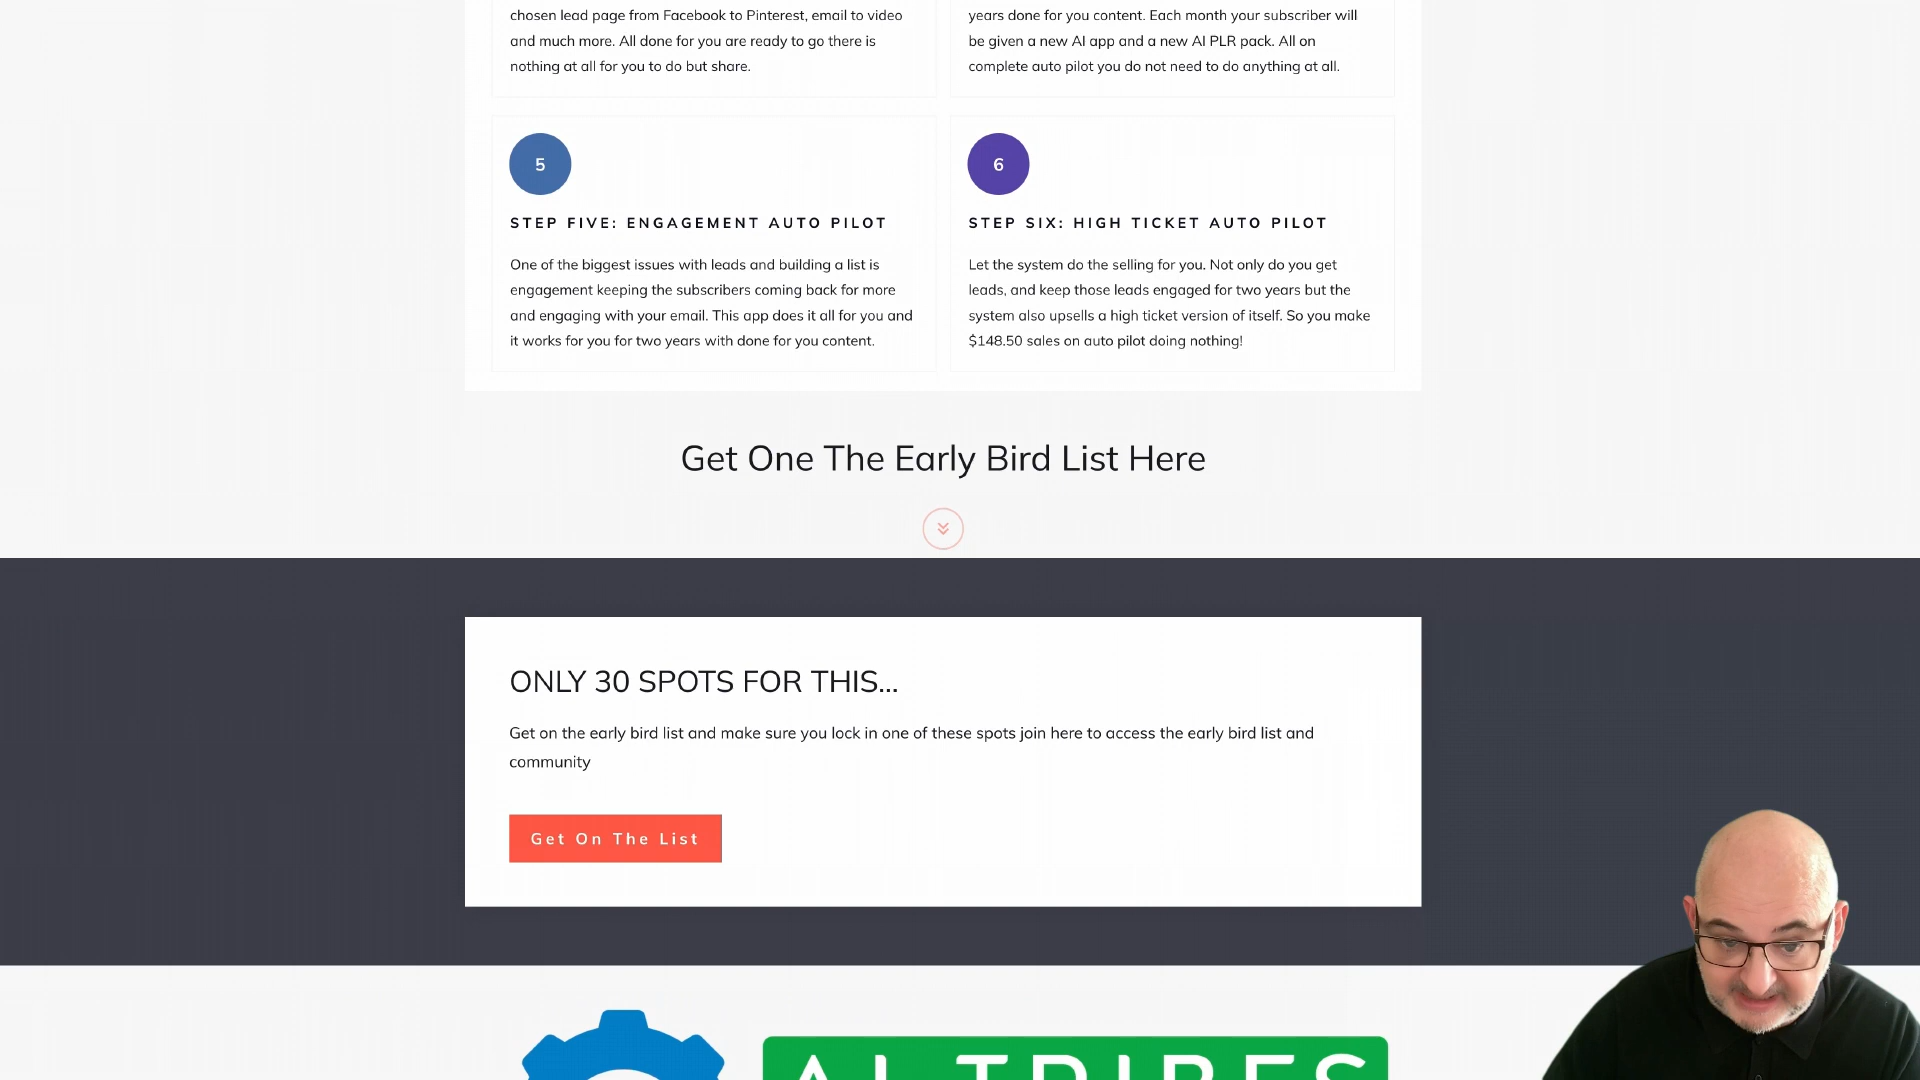 chosen lead page from Facebook to Pinterest, email to video
and much more. All done for you are ready to go there is
nothing at all for you to do but share.
years done for you content. Each month your subscriber will
be given a new AI app and a new AI PLR pack. All on
complete auto pilot you do not need to do anything at all.
5
STEP FIVE: ENGAGEMENT AUTO PILOT
One of the biggest issues with leads and building a list is
engagement keeping the subscribers coming back for more
and engaging with your email. This app does it all for you and
it works for you for two years with done for you content.
6
STEP SIX: HIGH TICKET AUTO PILOT
Let the system do the selling for you. Not only do you get
leads, and keep those leads engaged for two years but the
system also upsells a high ticket version of itself. So you make
$148.50 sales on auto pilot doing nothing!
Get One The Early Bird List Here
ONLY 30 SPOTS FOR THIS...
Get on the early bird list and make sure you lock in one of these spots join here to access the early bird list and
community
Get On The List
AI TRIBES